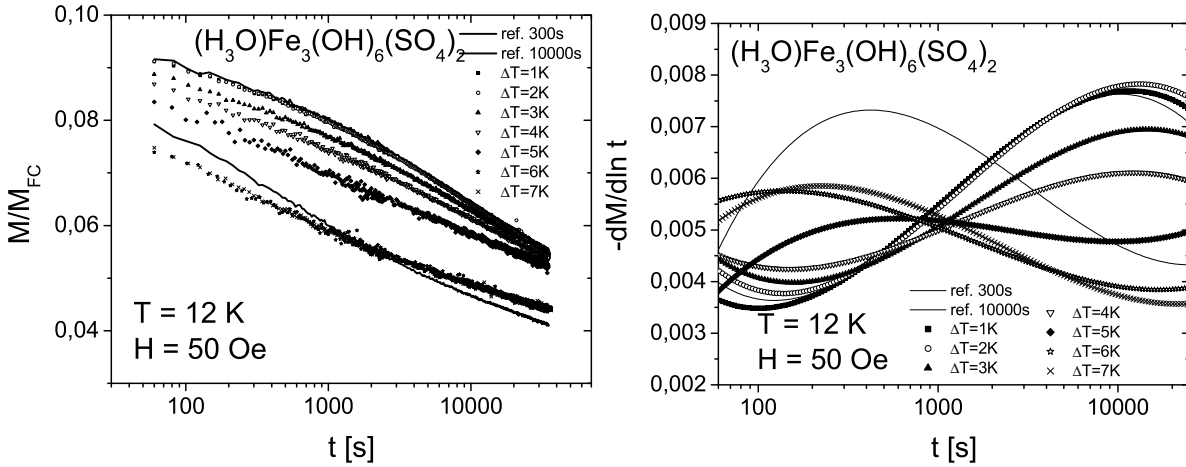 0,10
0,08
0,06
0,04
M/M_FC
(H₃O)Fe₃(OH)₆(SO₄)₂
ref. 300s
ref. 10000s
ΔT=1K
ΔT=2K
ΔT=3K
ΔT=4K
ΔT=5K
ΔT=6K
ΔT=7K
T = 12 K
H = 50 Oe
100 1000 10000
t [s]
0,009
0,008
0,007
0,006
0,005
0,004
0,003
0,002
-dM/dln t
(H₃O)Fe₃(OH)₆(SO₄)₂
T = 12 K
H = 50 Oe
ref. 300s
ref. 10000s
ΔT=1K
ΔT=2K
ΔT=3K
ΔT=4K
ΔT=5K
ΔT=6K
ΔT=7K
100 1000 10000
t [s]